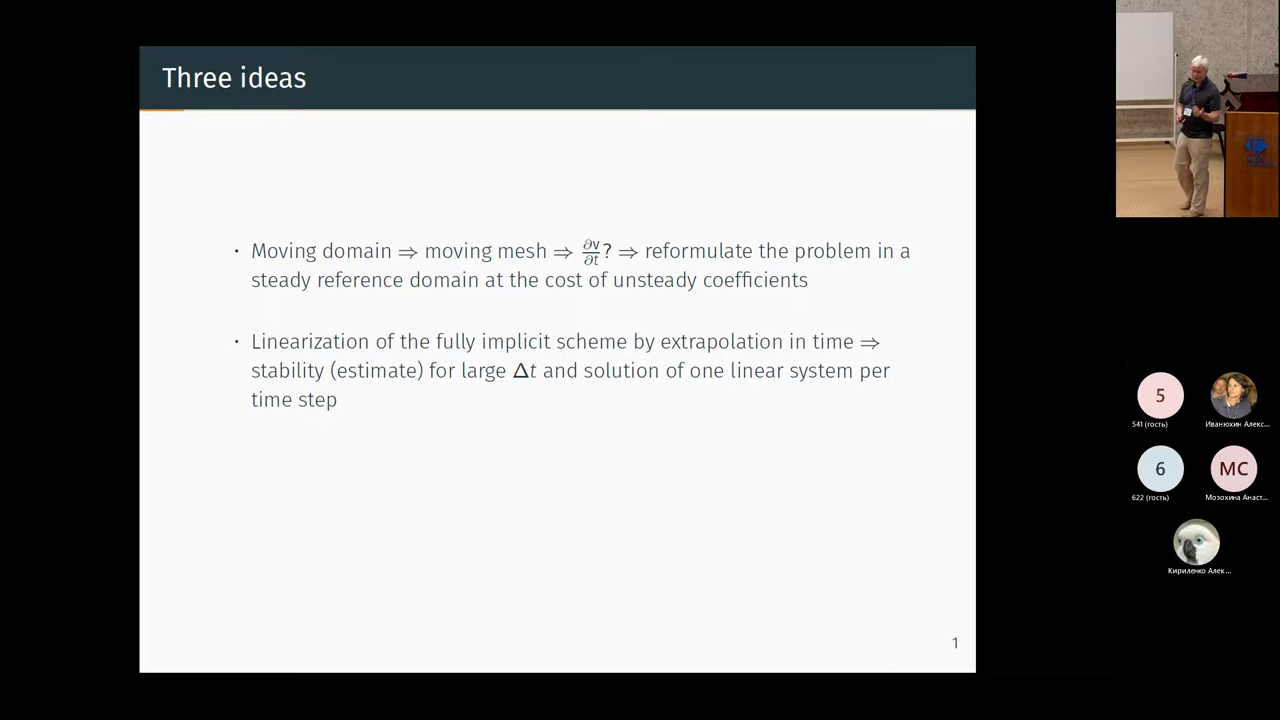 Three ideas
• Moving domain ⇒ moving mesh ⇒ ∂v/∂t? ⇒ reformulate the problem in a
steady reference domain at the cost of unsteady coefficients
• Linearization of the fully implicit scheme by extrapolation in time ⇒
stability (estimate) for large Δt and solution of one linear system per
time step
1
5
541 (гость)
Иванюхин Алекс...
6
622 (гость)
МС
Мозохина Анаст...
Кириленко Алек...